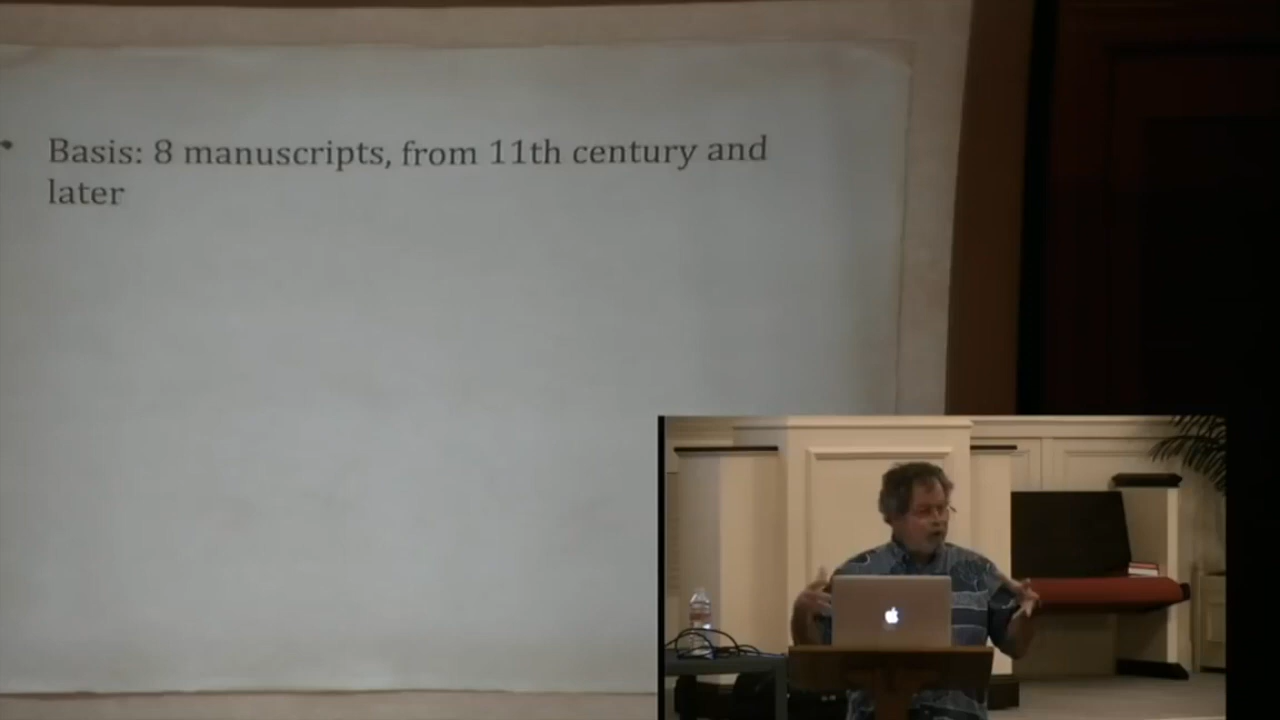 • Basis: 8 manuscripts, from 11th century and
later